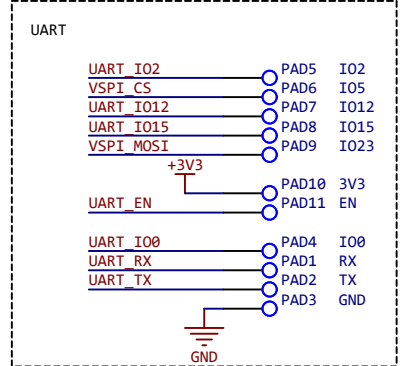 UART
UART_IO2 PAD5 IO2
VSPI_CS PAD6 IO5
UART_IO12 PAD7 IO12
UART_IO15 PAD8 IO15
VSPI_MOSI PAD9 IO23
+3V3
PAD10 3V3
UART_EN PAD11 EN
UART_IO0 PAD4 IO0
UART_RX PAD1 RX
UART_TX PAD2 TX
PAD3 GND
GND